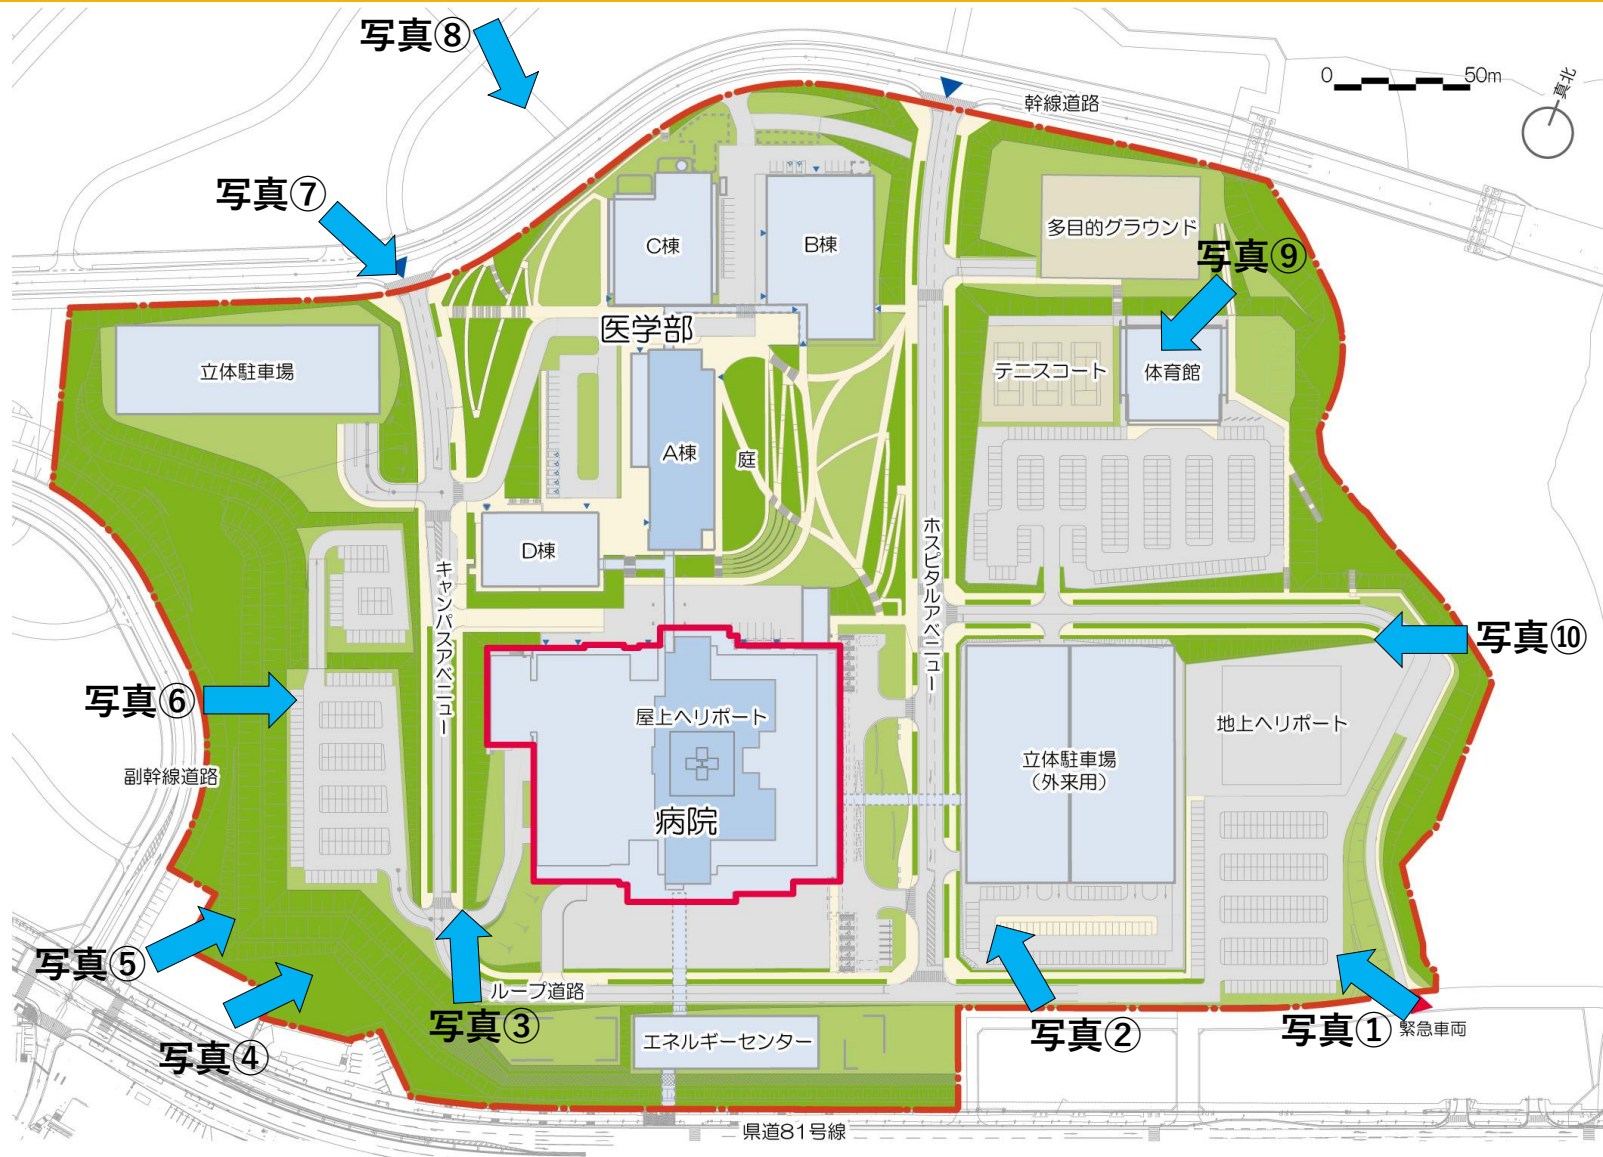 写真⑧
0 50m
真北
幹線道路
写真⑦
C棟
B棟
多目的グラウンド
写真⑨
医学部
立体駐車場
テニスコート
体育館
A棟
庭
D棟
キャンパスアベニュー
ホスピタルアベニュー
写真⑩
写真⑥
屋上ヘリポート
地上ヘリポート
立体駐車場
（外来用）
副幹線道路
病院
写真⑤
ループ道路
写真③
写真②
写真①
緊急車両
写真④
エネルギーセンター
県道81号線